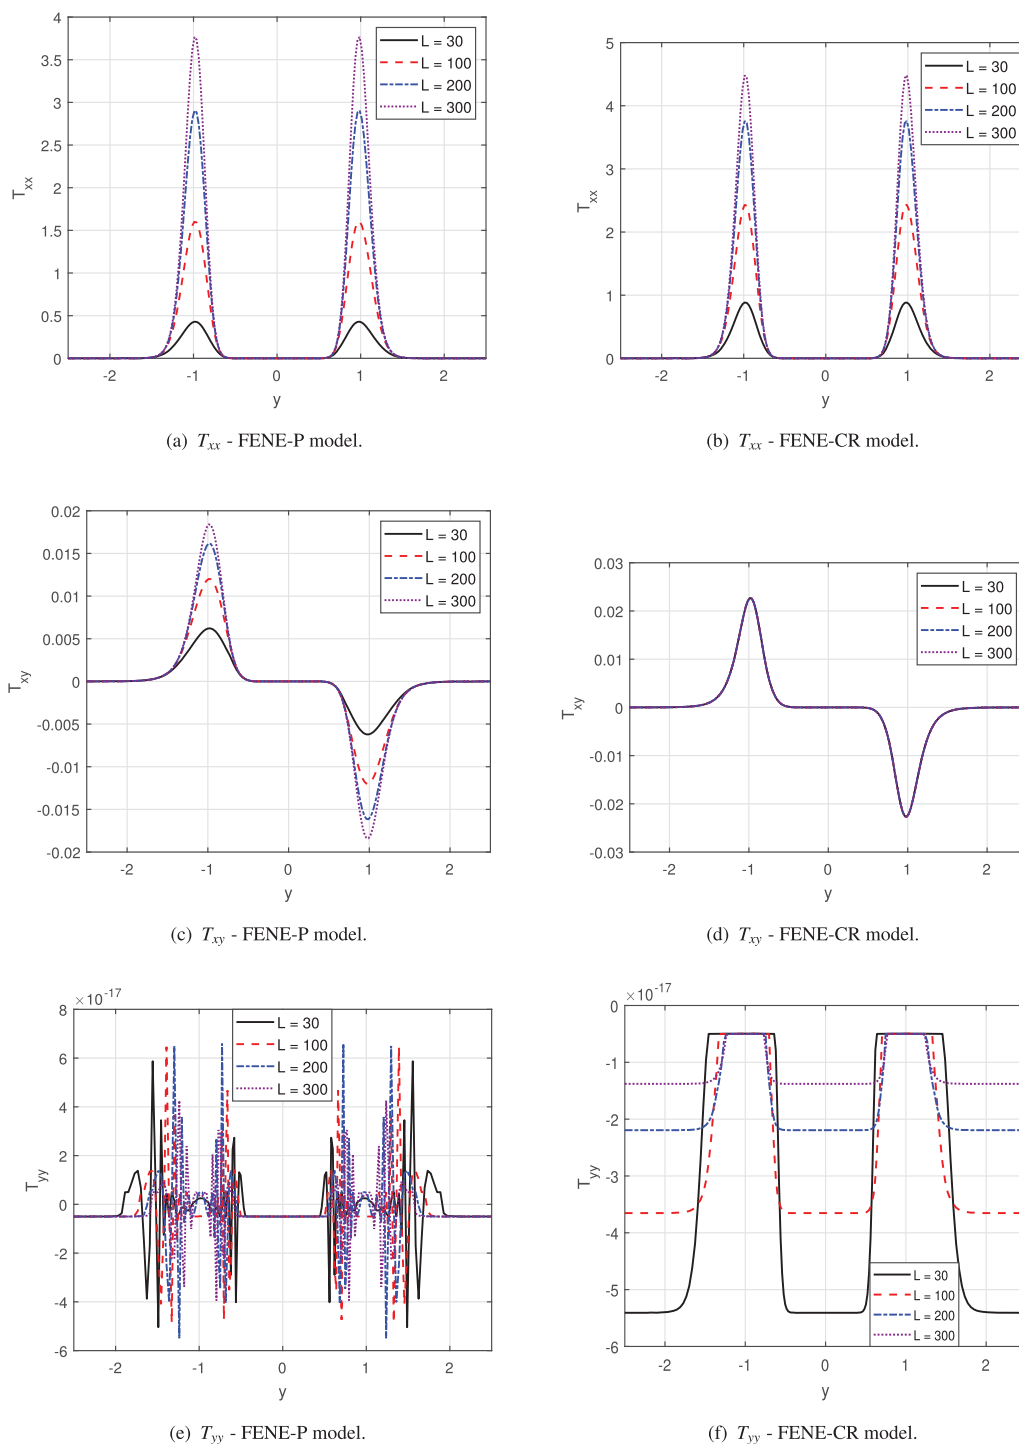 4
3.5
3
2.5
2
1.5
1
0.5
0
T_xx
-2 -1 0 1 2
y
L = 30
L = 100
L = 200
L = 300
(a) T_xx - FENE-P model.
5
4
3
2
1
0
T_xx
-2 -1 0 1 2
y
L = 30
L = 100
L = 200
L = 300
(b) T_xx - FENE-CR model.
0.02
0.015
0.01
0.005
0
-0.005
-0.01
-0.015
-0.02
T_xy
-2 -1 0 1 2
y
L = 30
L = 100
L = 200
L = 300
(c) T_xy - FENE-P model.
0.03
0.02
0.01
0
-0.01
-0.02
-0.03
T_xy
-2 -1 0 1 2
y
L = 30
L = 100
L = 200
L = 300
(d) T_xy - FENE-CR model.
×10^-17
8
6
4
2
0
-2
-4
-6
T_yy
-2 -1 0 1 2
y
L = 30
L = 100
L = 200
L = 300
(e) T_yy - FENE-P model.
×10^-17
0
-1
-2
-3
-4
-5
-6
T_yy
-2 -1 0 1 2
y
L = 30
L = 100
L = 200
L = 300
(f) T_yy - FENE-CR model.